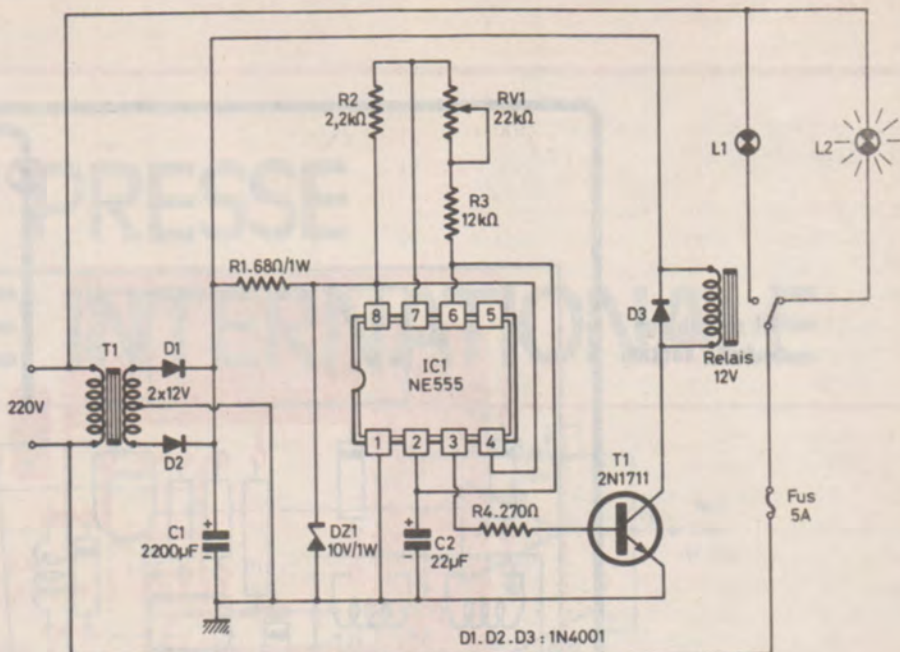 R2
2,2kΩ
RV1
22kΩ
L1
L2
R3
12kΩ
R1.68Ω/1W
8
7
6
5
D3
T1
D1
IC1
NE555
Relais
12V
220V
2x12V
D2
1
2
3
4
T1
2N1711
R4.270Ω
Fus
5A
C1
2200µF
+
-
DZ1
10V/1W
+
-
C2
22µF
D1.D2.D3 : 1N4001
PRESSE
INTERNATIONALE